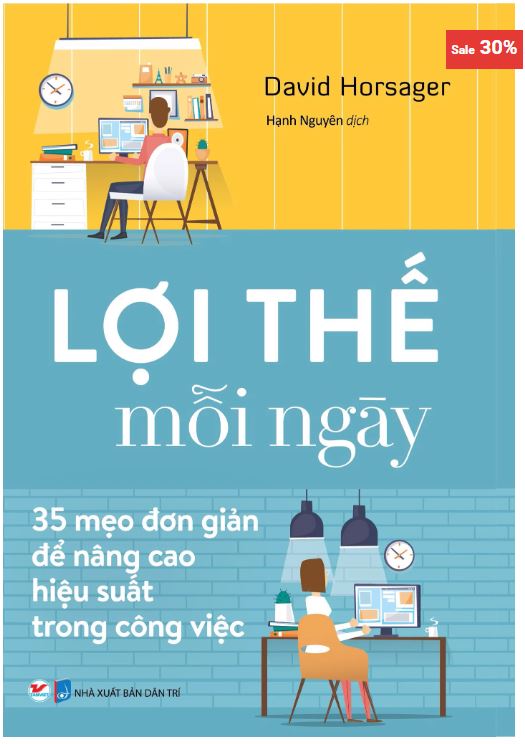 Sale 30%
David Horsager
Hạnh Nguyên dịch
LỢI THẾ
mỗi ngày
35 mẹo đơn giản
để nâng cao
hiệu suất
trong công việc
TANVIET
NHÀ XUẤT BẢN DÂN TRÍ